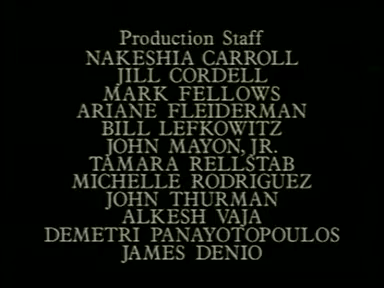 Production Staff
NAKESHIA CARROLL
JILL CORDELL
MARK FELLOWS
ARIANE FLEIDERMAN
BILL LEFKOWITZ
JOHN MAYON, JR.
TAMARA RELLSTAB
MICHELLE RODRIGUEZ
JOHN THURMAN
ALKESH VAJA
DEMETRI PANAYOTOPOULOS
JAMES DENIO